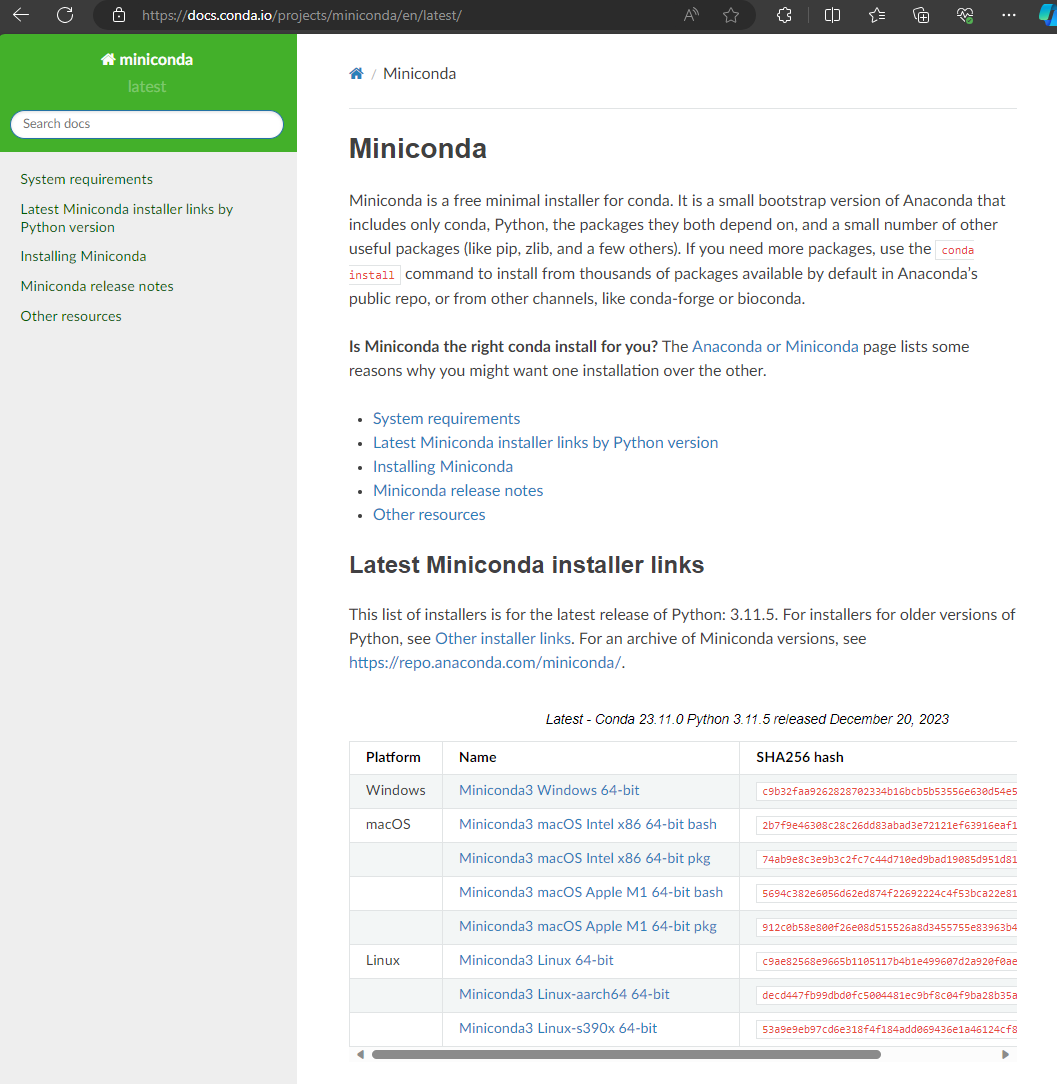 https://docs.conda.io/projects/miniconda/en/latest/
miniconda
latest
Search docs
System requirements
Latest Miniconda installer links by
Python version
Installing Miniconda
Miniconda release notes
Other resources
/ Miniconda
Miniconda
Miniconda is a free minimal installer for conda. It is a small bootstrap version of Anaconda that
includes only conda, Python, the packages they both depend on, and a small number of other
useful packages (like pip, zlib, and a few others). If you need more packages, use the conda
install command to install from thousands of packages available by default in Anaconda's
public repo, or from other channels, like conda-forge or bioconda.
Is Miniconda the right conda install for you? The Anaconda or Miniconda page lists some
reasons why you might want one installation over the other.
• System requirements
• Latest Miniconda installer links by Python version
• Installing Miniconda
• Miniconda release notes
• Other resources
Latest Miniconda installer links
This list of installers is for the latest release of Python: 3.11.5. For installers for older versions of
Python, see Other installer links. For an archive of Miniconda versions, see
https://repo.anaconda.com/miniconda/.
Latest - Conda 23.11.0 Python 3.11.5 released December 20, 2023
Platform Name SHA256 hash
Windows Miniconda3 Windows 64-bit c9b32faa9262828702334b16bcb5b53556e630d54e5
macOS Miniconda3 macOS Intel x86 64-bit bash 2b7f9e46308c28c26dd83abad3e72121ef63916eaf1
Miniconda3 macOS Intel x86 64-bit pkg 74ab9e8c3e9b3c2fc7c44d710ed9bad19085d951d81
Miniconda3 macOS Apple M1 64-bit bash 5694c382e6056d62ed874f22692224c4f53bca22e81
Miniconda3 macOS Apple M1 64-bit pkg 912c0b58e800f26e08d515526a8d3455755e83963b4
Linux Miniconda3 Linux 64-bit c9ae82568e9665b1105117b4b1e499607d2a920f0ae
Miniconda3 Linux-aarch64 64-bit decd447fb99dbd0fc5004481ec9bf8c04f9ba28b35a
Miniconda3 Linux-s390x 64-bit 53a9e9eb97cd6e318f4f184add069436e1a46124cf8